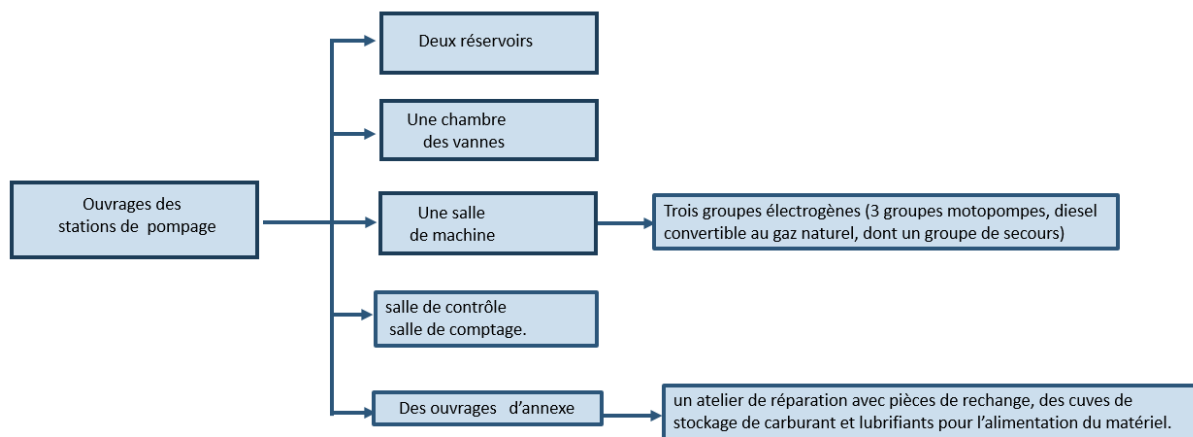 Deux réservoirs
Une chambre
des vannes
Ouvrages des
stations de pompage
Une salle
de machine
Trois groupes électrogènes (3 groupes motopompes, diesel
convertible au gaz naturel, dont un groupe de secours)
salle de contrôle
salle de comptage.
Des ouvrages d’annexe
un atelier de réparation avec pièces de rechange, des cuves de
stockage de carburant et lubrifiants pour l’alimentation du matériel.